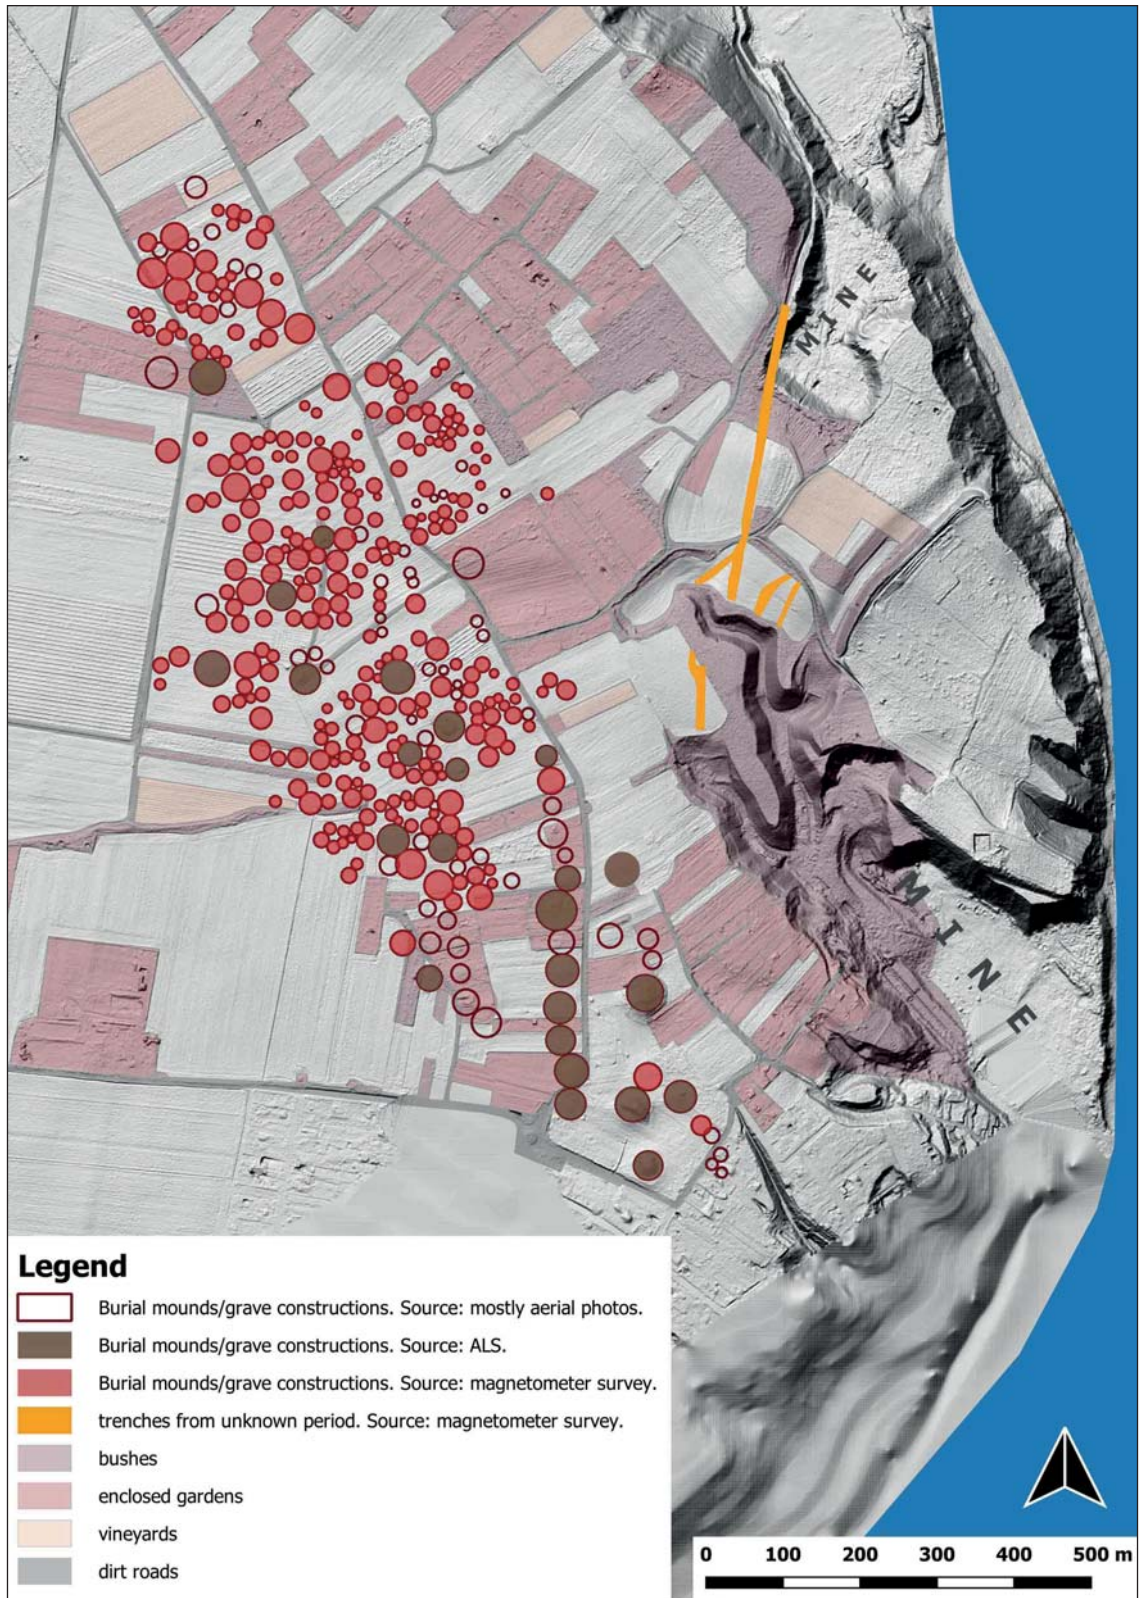 MINE
MINE
Legend
Burial mounds/grave constructions. Source: mostly aerial photos.
Burial mounds/grave constructions. Source: ALS.
Burial mounds/grave constructions. Source: magnetometer survey.
trenches from unknown period. Source: magnetometer survey.
bushes
enclosed gardens
vineyards
dirt roads
0 100 200 300 400 500 m